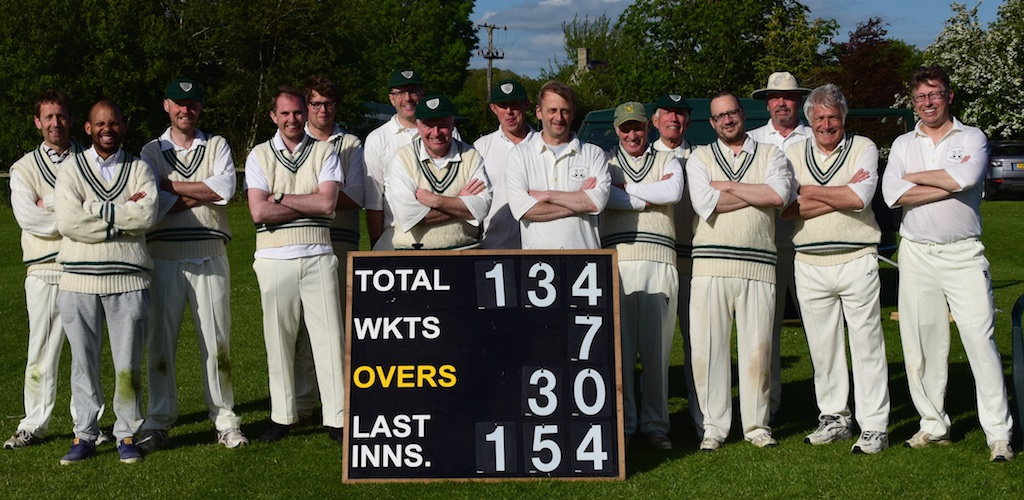 TOTAL 134
WKTS 7
OVERS 30
LAST
INNS. 154